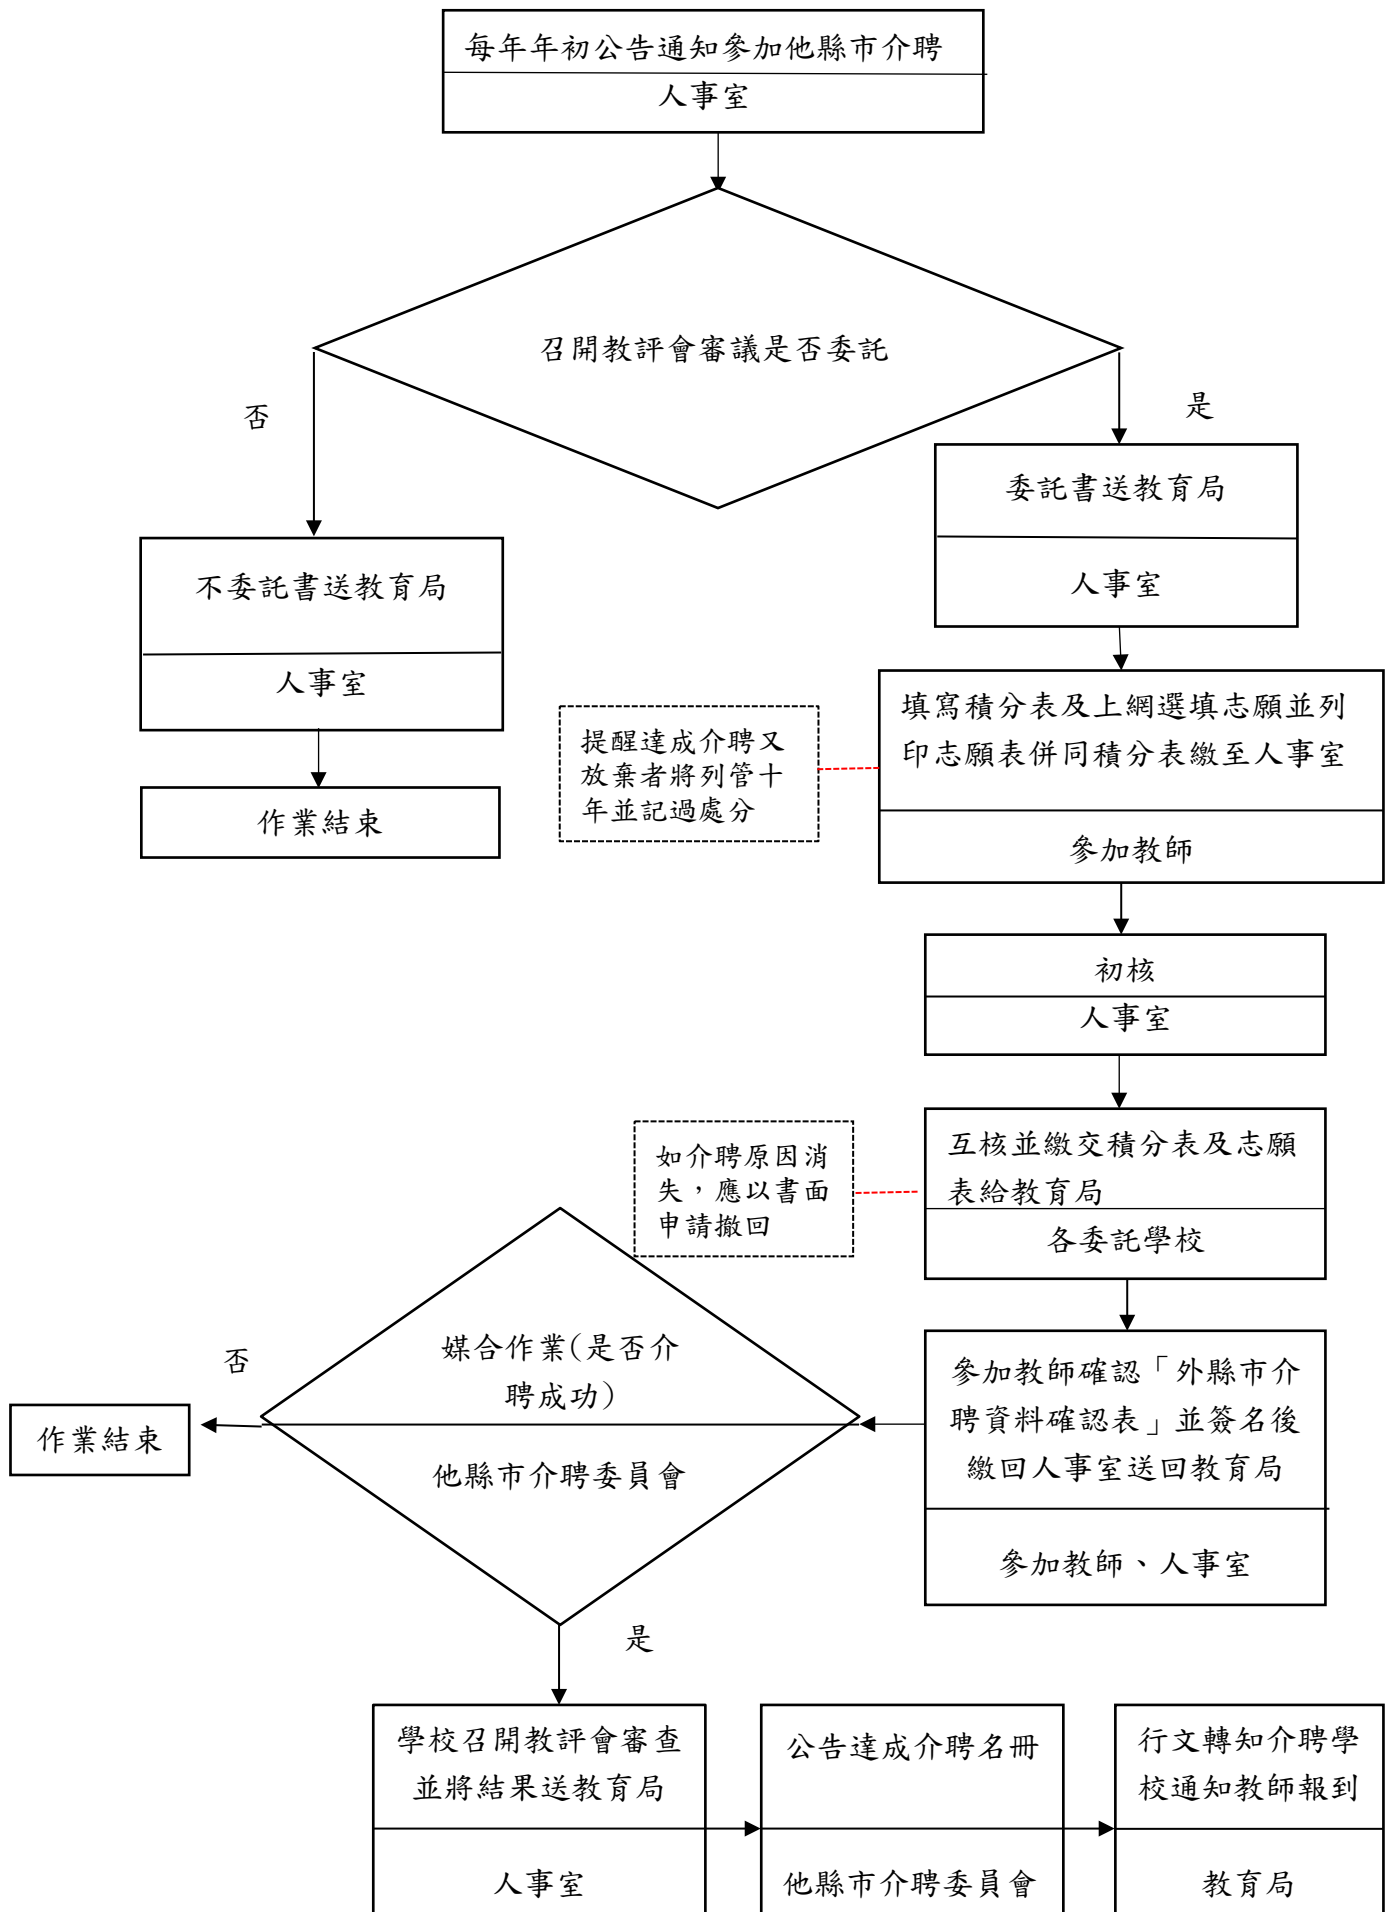 每年年初公告通知參加他縣市介聘
人事室
召開教評會審議是否委託
否
是
委託書送教育局
人事室
不委託書送教育局
人事室
作業結束
填寫積分表及上網選填志願並列
印志願表併同積分表繳至人事室
參加教師
提醒達成介聘又
放棄者將列管十
年並記過處分
初核
人事室
互核並繳交積分表及志願
表給教育局
各委託學校
如介聘原因消
失，應以書面
申請撤回
參加教師確認「外縣市介
聘資料確認表」並簽名後
繳回人事室送回教育局
參加教師、人事室
媒合作業(是否介
聘成功)
他縣市介聘委員會
否
作業結束
是
學校召開教評會審查
並將結果送教育局
人事室
公告達成介聘名冊
他縣市介聘委員會
行文轉知介聘學
校通知教師報到
教育局